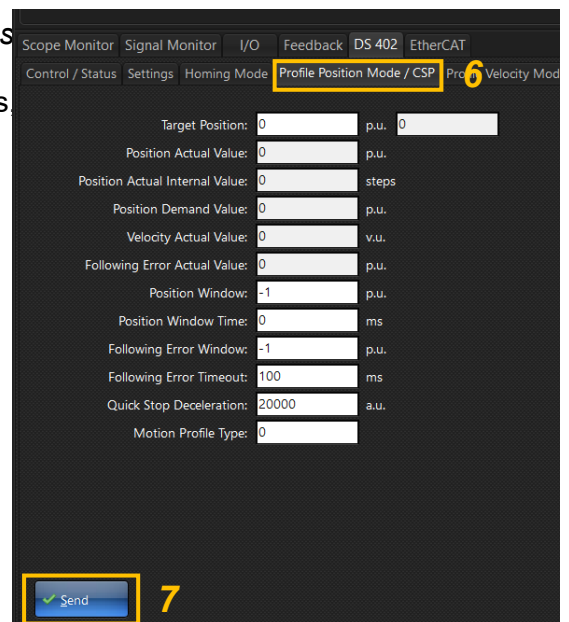 s
Scope Monitor Signal Monitor I/O Feedback DS 402 EtherCAT
s,
Control / Status Settings Homing Mode Profile Position Mode / CSP 6 Velocity Mod
Target Position: 0 p.u. 0
Position Actual Value: 0 p.u.
Position Actual Internal Value: 0 steps
Position Demand Value: 0 p.u.
Velocity Actual Value: 0 v.u.
Following Error Actual Value: 0 p.u.
Position Window: -1 p.u.
Position Window Time: 0 ms
Following Error Window: -1 p.u.
Following Error Timeout: 100 ms
Quick Stop Deceleration: 20000 a.u.
Motion Profile Type: 0
Send 7